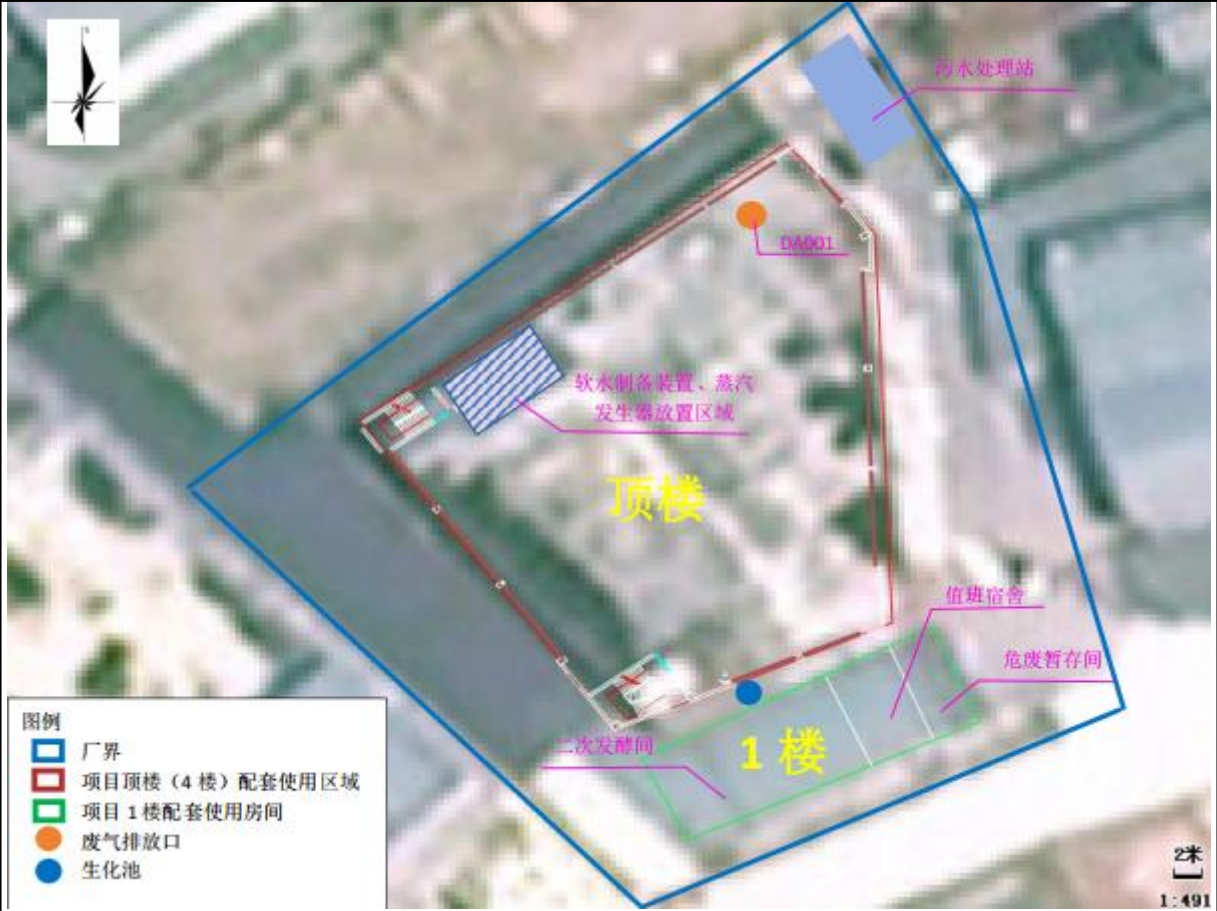 污水处理站
DA001
软水制备装置、蒸汽
发生器放置区域
顶楼
值班宿舍
危废暂存间
二次发酵间
1 楼
图例
厂界
项目顶楼（4 楼）配套使用区域
项目 1 楼配套使用房间
废气排放口
生化池
2米
1:491